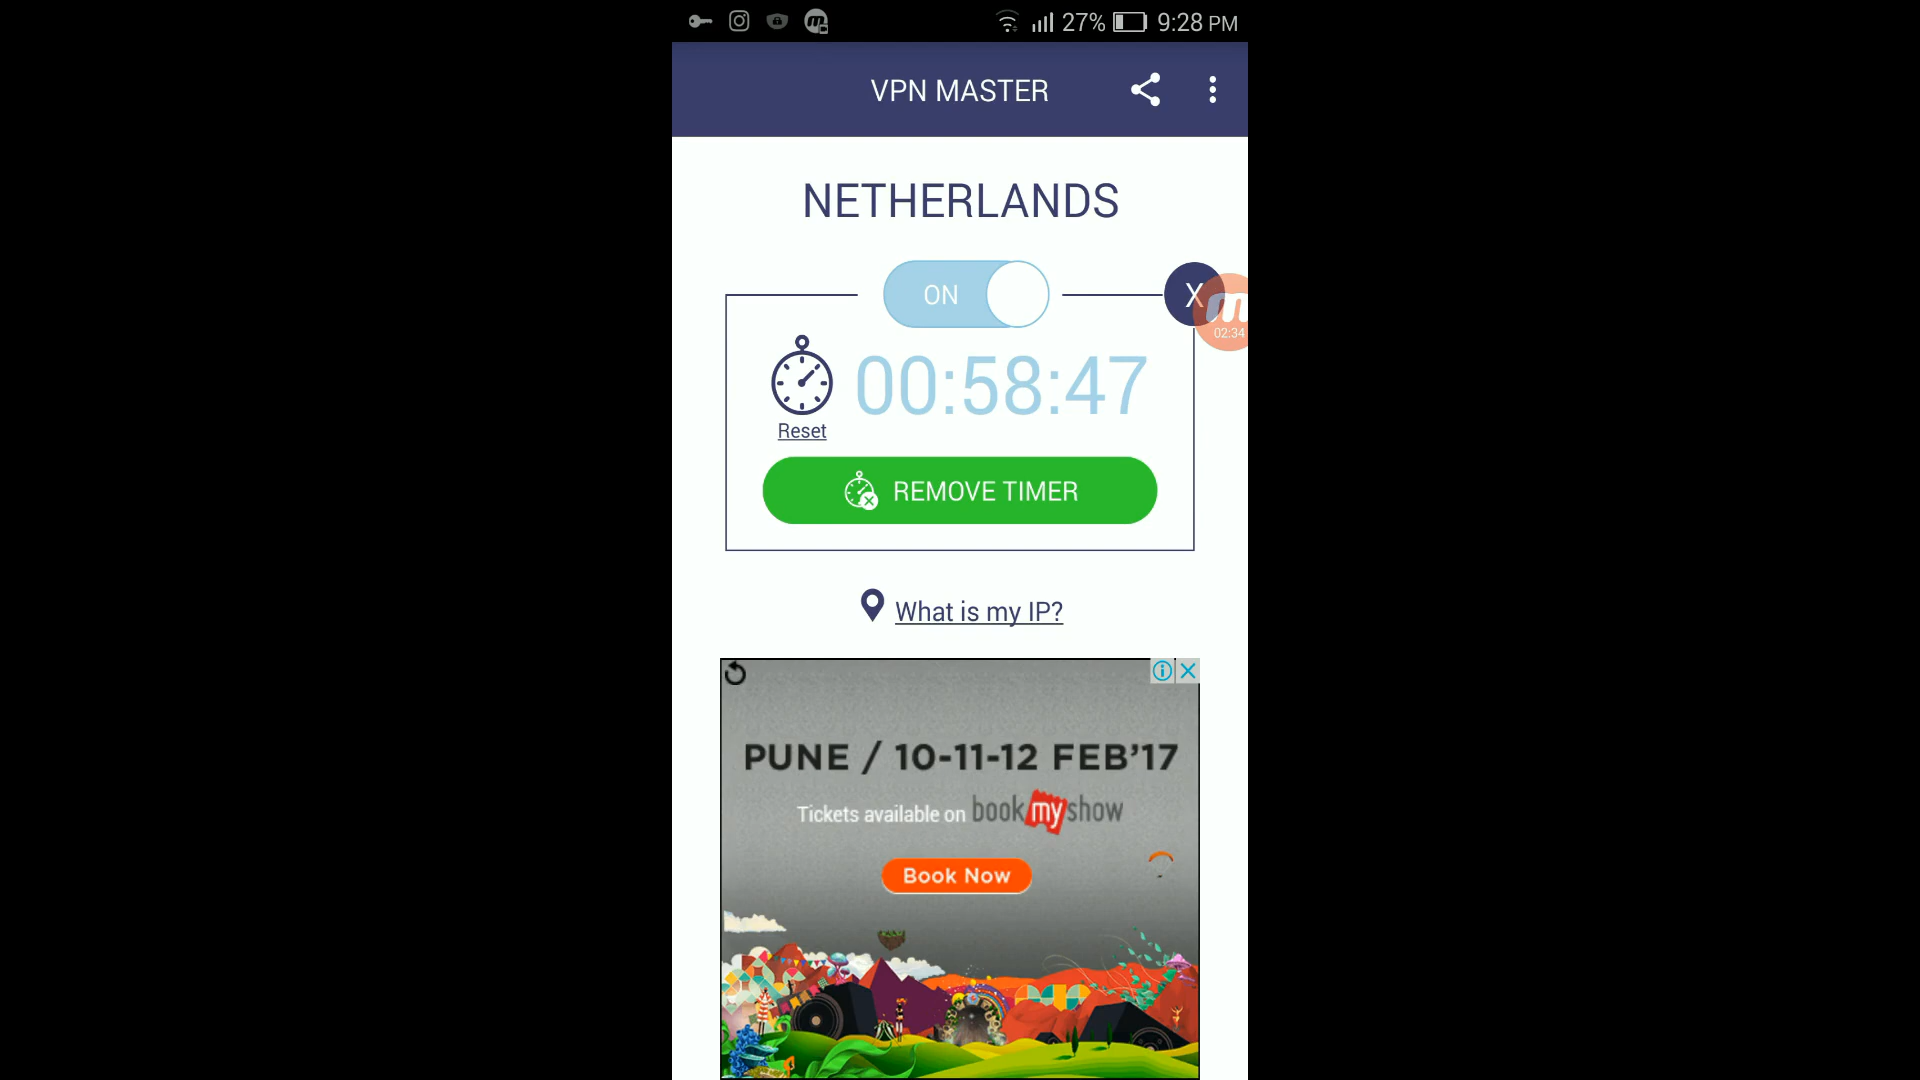 27% 9:28 PM
VPN MASTER
NETHERLANDS
ON
X
02:34
00:58:47
Reset
REMOVE TIMER
What is my IP?
PUNE / 10-11-12 FEB'17
Tickets available on bookmyshow
Book Now